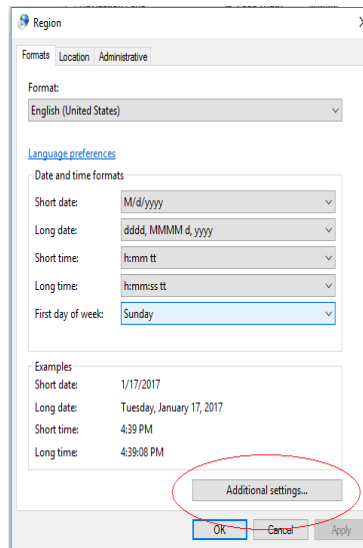 Region
Formats Location Administrative
Format:
English (United States)
Language preferences
Date and time formats
Short date: M/d/yyyy
Long date: dddd, MMMM d, yyyy
Short time: h:mm tt
Long time: h:mm:ss tt
First day of week: Sunday
Examples
Short date: 1/17/2017
Long date: Tuesday, January 17, 2017
Short time: 4:39 PM
Long time: 4:39:08 PM
Additional settings...
OK Cancel Apply